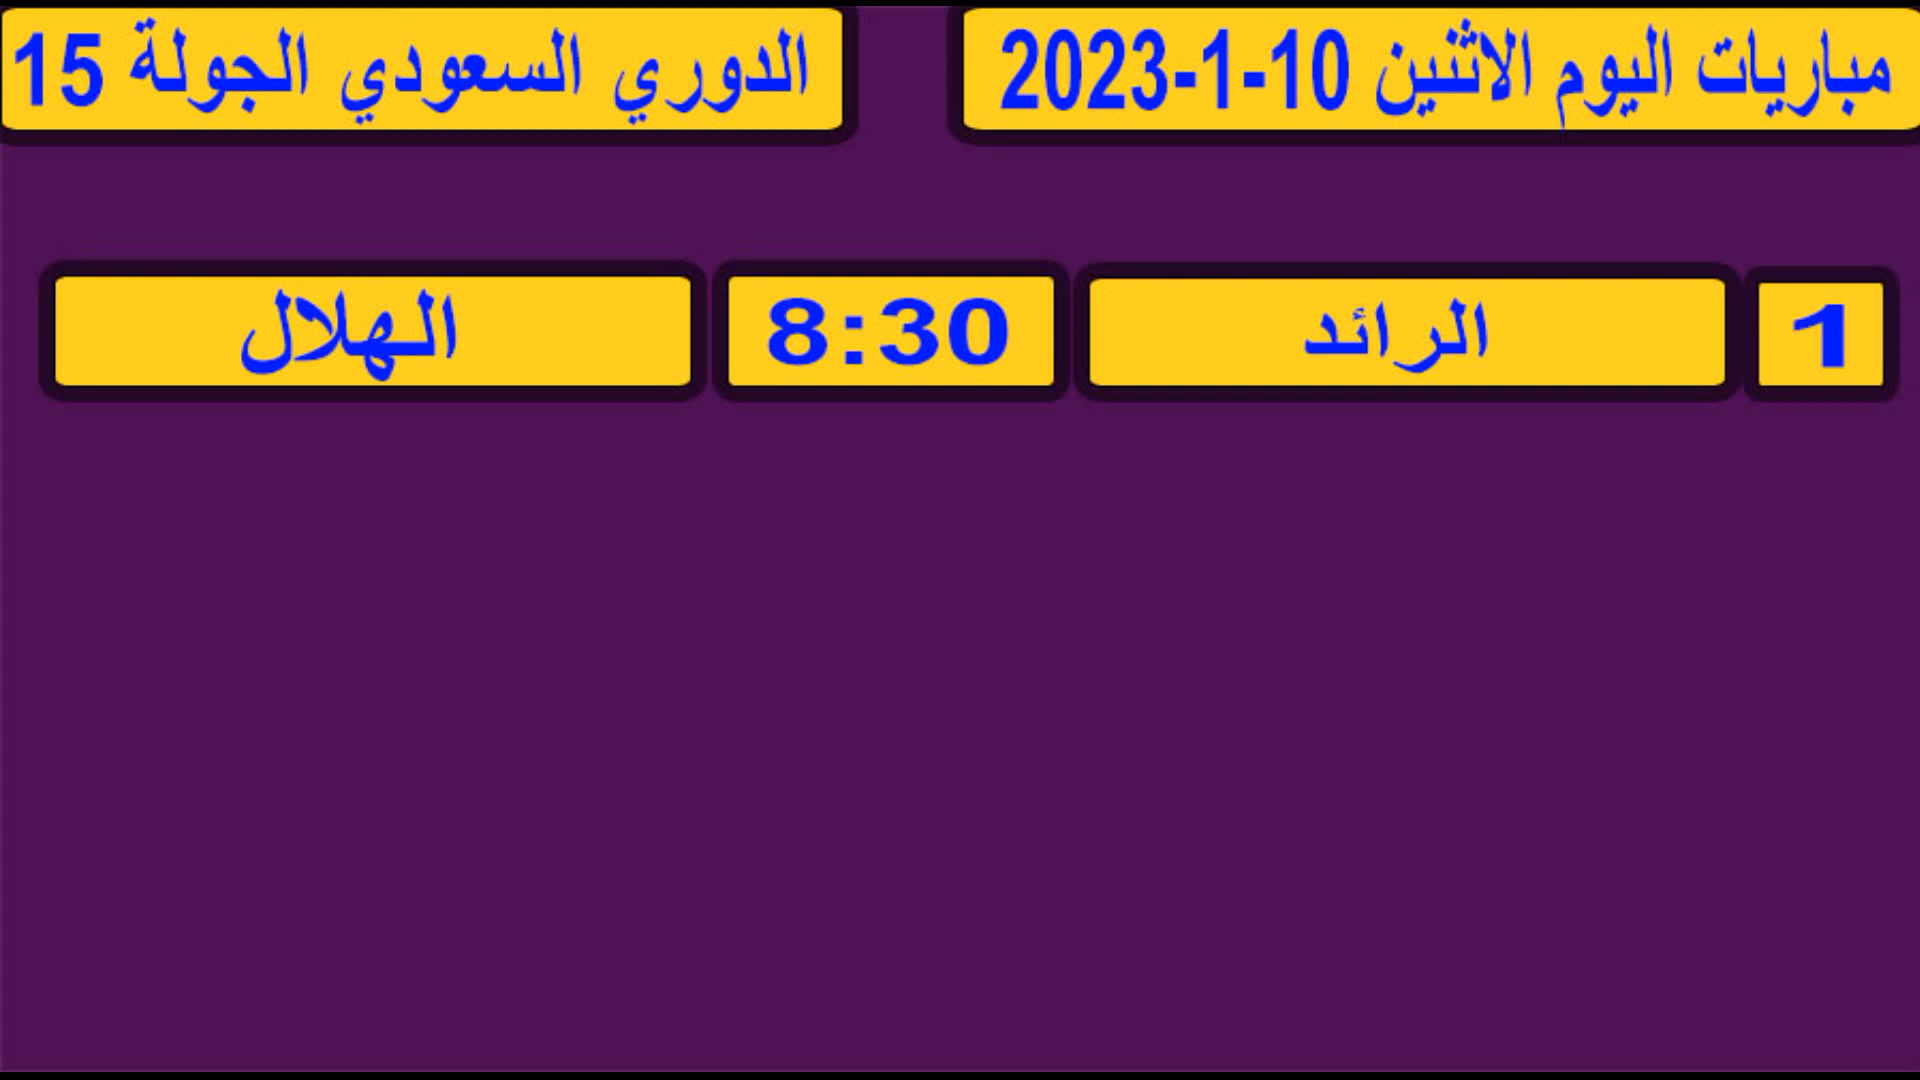 مباريات اليوم الاثنين 10-1-2023
الدوري السعودي الجولة 15
1 الرائد 8:30 الهلال